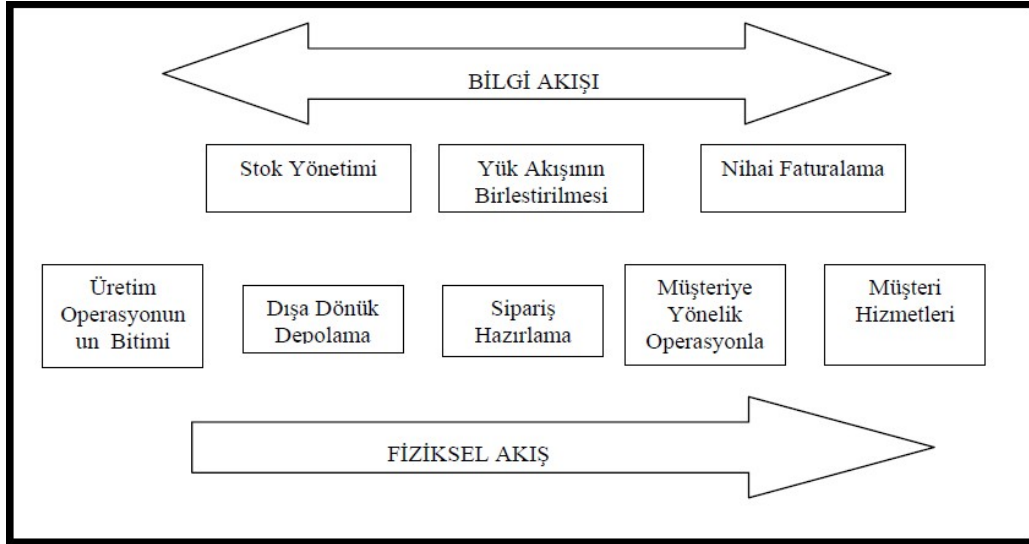 BİLGİ AKIŞI
Stok Yönetimi
Yük Akışının
Birlestirilmesi
Nihai Faturalama
Üretim
Operasyonun
un Bitimi
Dışa Dönük
Depolama
Sipariş
Hazırlama
Müşteriye
Yönelik
Operasyonla
Müşteri
Hizmetleri
FİZİKSEL AKIŞ